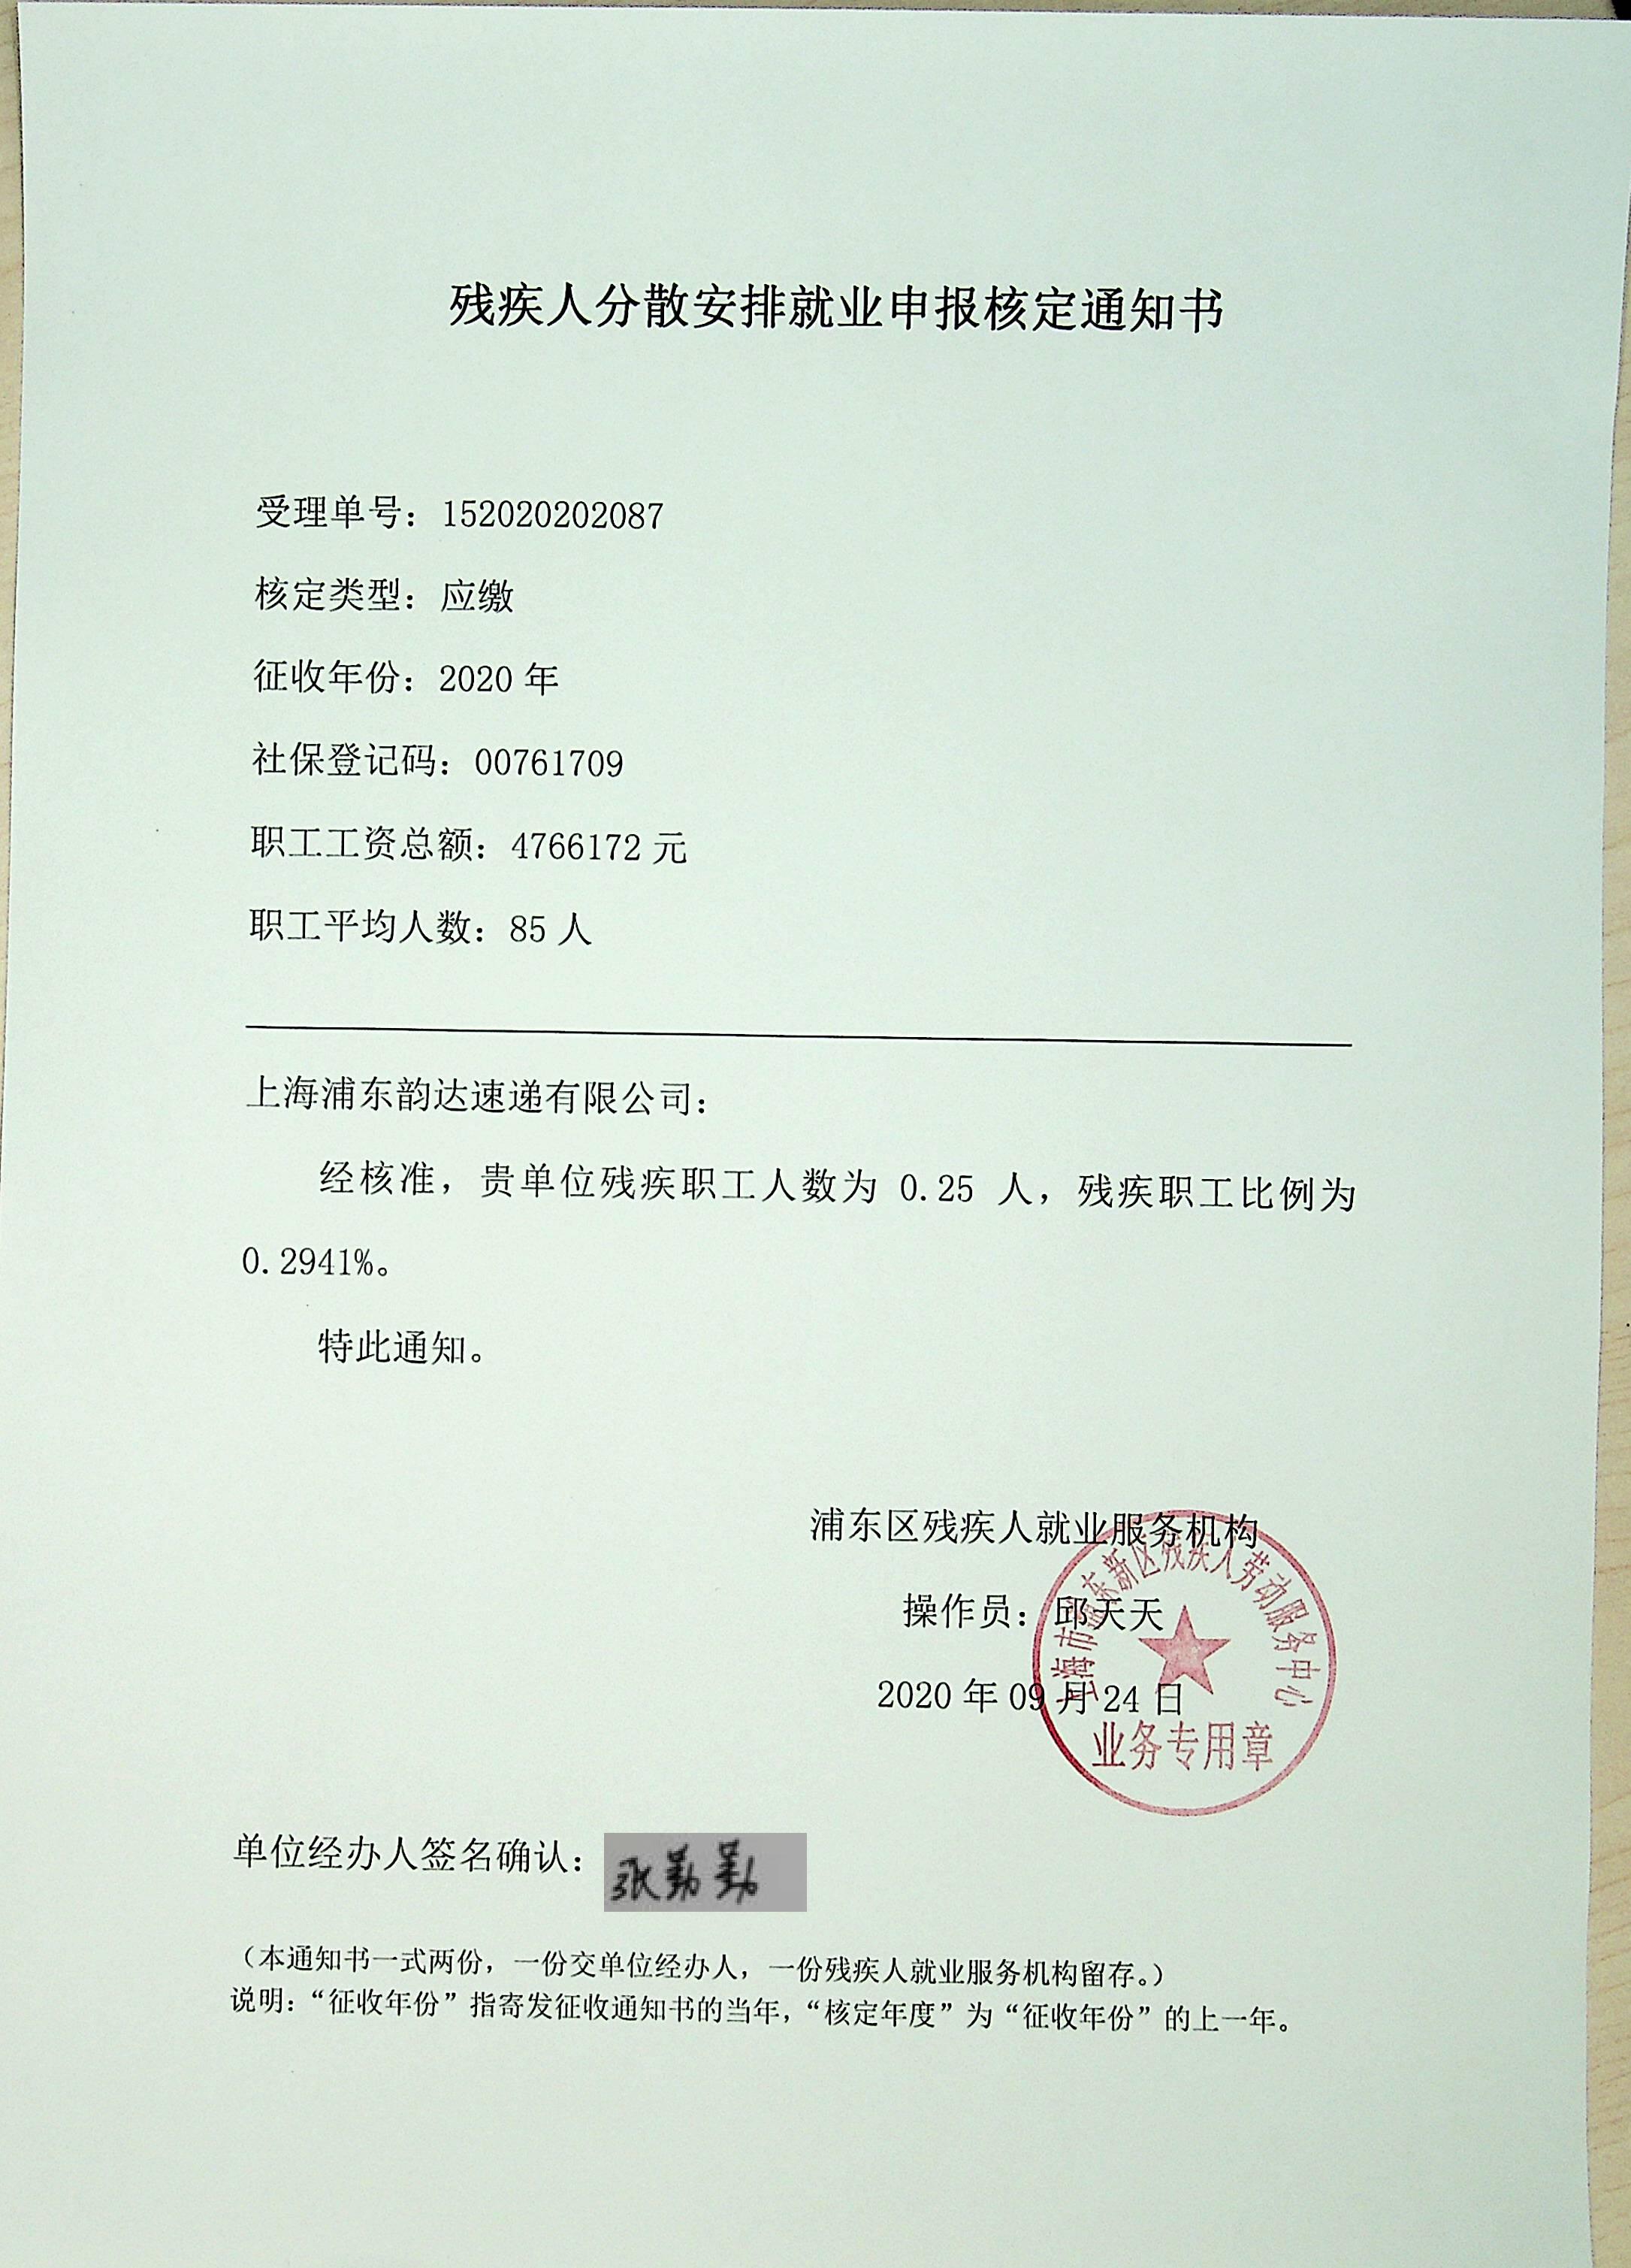 残疾人分散安排就业申报核定通知书
受理单号：152020202087
核定类型：应缴
征收年份：2020 年
社保登记码：00761709
职工工资总额：4766172 元
职工平均人数：85 人
上海浦东韵达速递有限公司：
经核准，贵单位残疾职工人数为 0.25 人，残疾职工比例为
0.2941%。
特此通知。
浦东区残疾人就业服务机构
操作员：邱天天
2020 年 09 月 24 日
上海市浦东新区残疾人劳动服务中心
业务专用章
单位经办人签名确认：张勤勤
（本通知书一式两份，一份交单位经办人，一份残疾人就业服务机构留存。）
说明：“征收年份”指寄发征收通知书的当年，“核定年度”为“征收年份”的上一年。